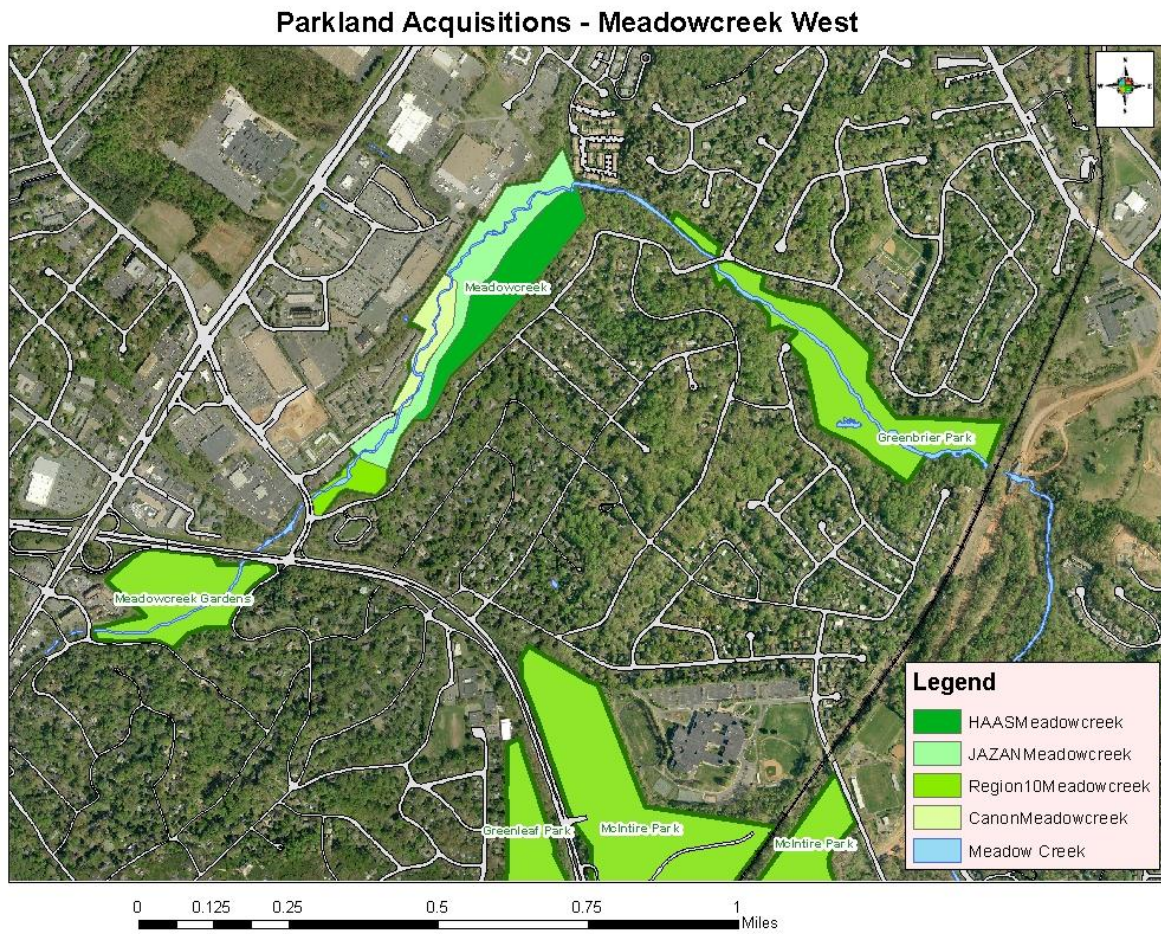 Parkland Acquisitions - Meadowcreek West
N
W E
S
Meadowcreek
Greenbrier Park
Meadowcreek Gardens
Greenleaf Park
McIntire Park
McIntire Park
Legend
HAASMeadowcreek
JAZANMeadowcreek
Region10Meadowcreek
CanonMeadowcreek
Meadow Creek
0 0.125 0.25 0.5 0.75 1
Miles